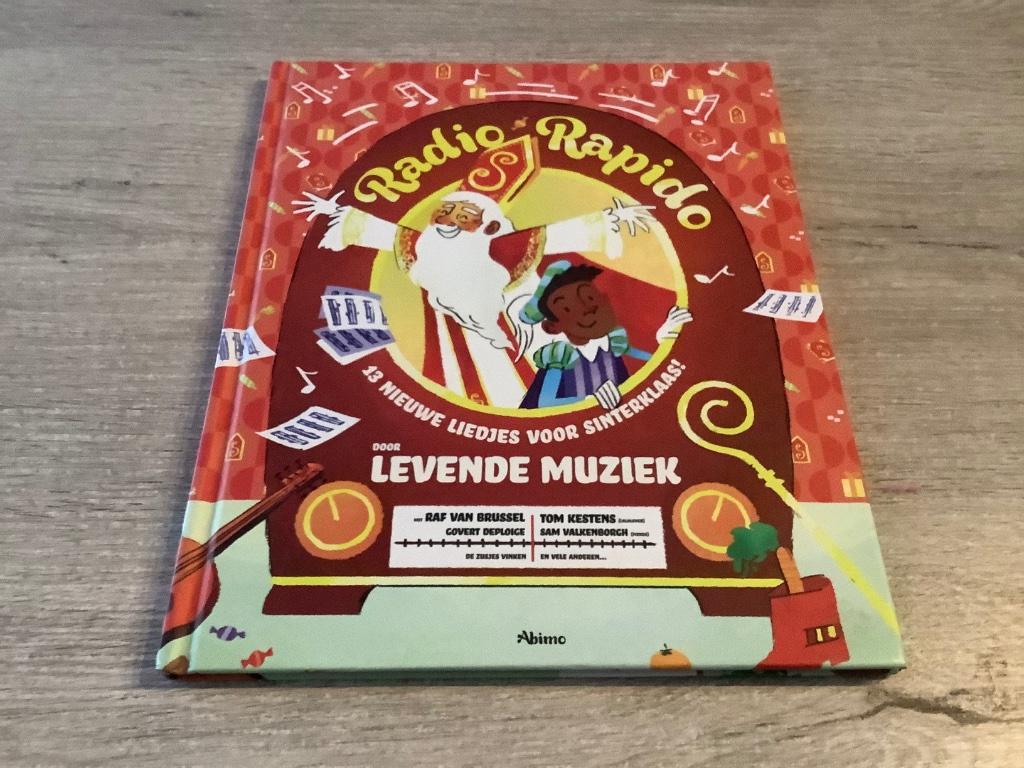 Radio Rapido
S
13 NIEUWE LIEDJES VOOR SINTERKLAAS!
DOOR
LEVENDE MUZIEK
MET RAF VAN BRUSSEL
GOVERT DEPLOIGE
DE ZUSJES VINKEN
TOM KESTENS
SAM VALKENBORGH
EN VELE ANDEREN...
Abimo